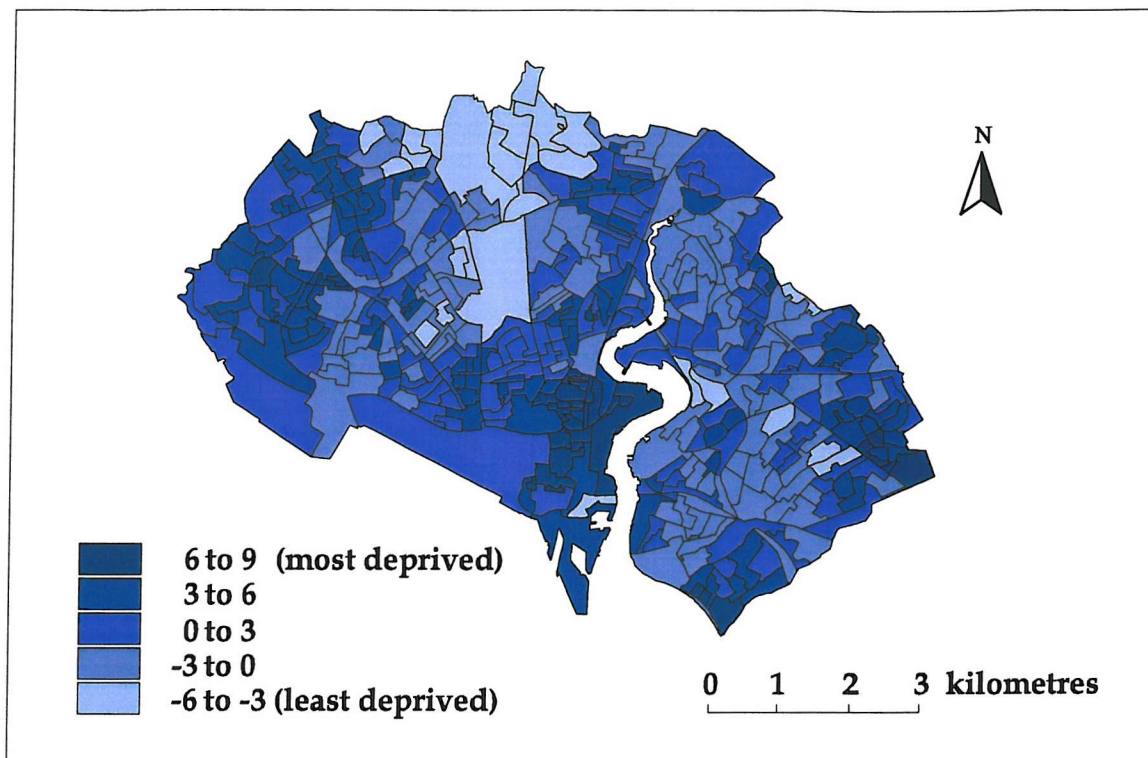 N
6 to 9 (most deprived)
3 to 6
0 to 3
-3 to 0
-6 to -3 (least deprived)
0 1 2 3 kilometres